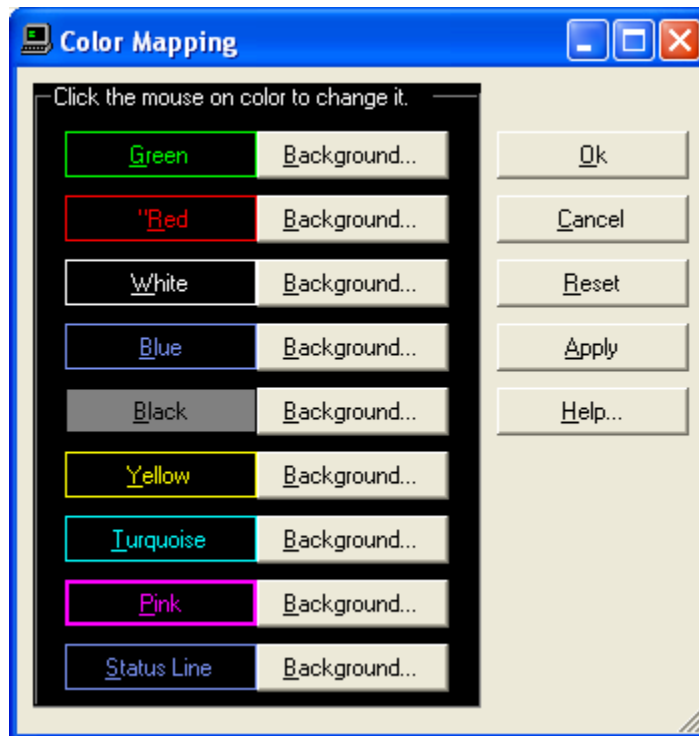 Color Mapping
Click the mouse on color to change it.
Green Background... Ok
"Red Background... Cancel
White Background... Reset
Blue Background... Apply
Black Background... Help...
Yellow Background...
Turquoise Background...
Pink Background...
Status Line Background...